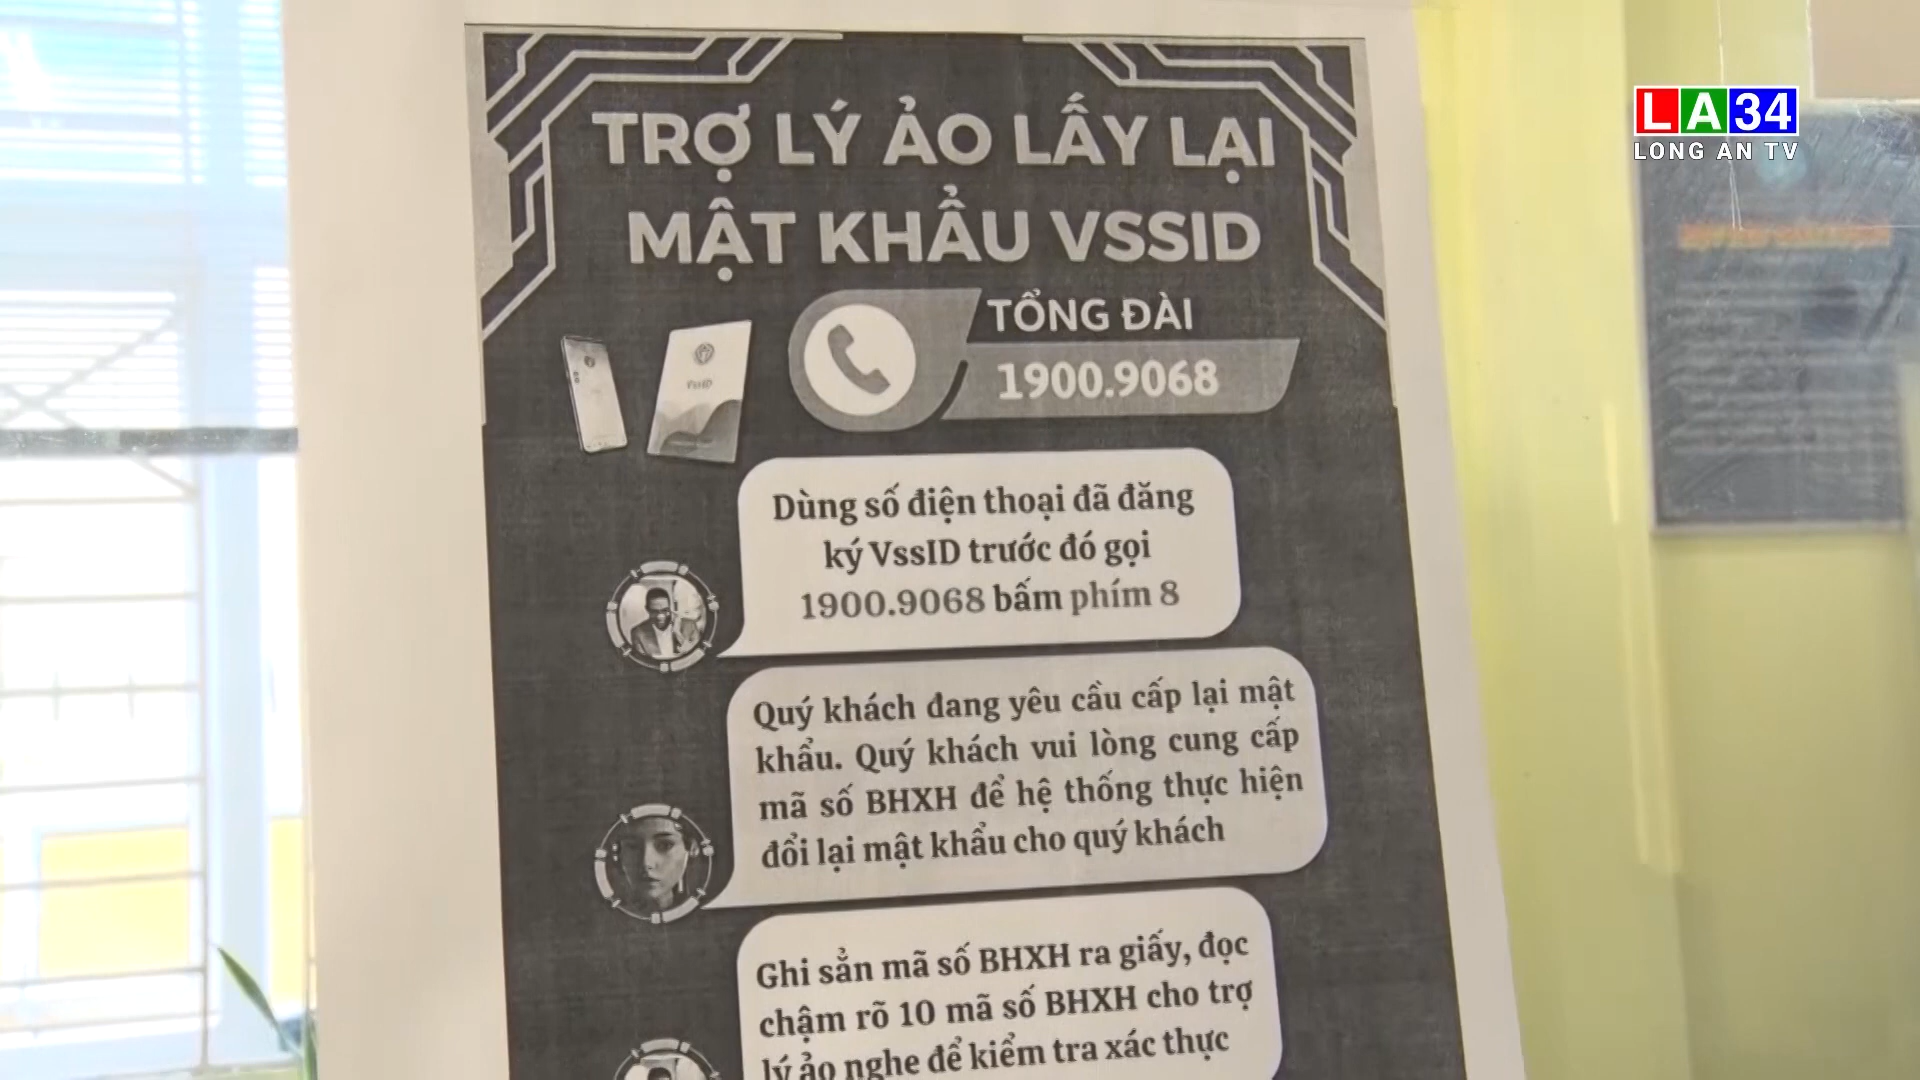 LA34
LONG AN TV
TRỢ LÝ ẢO LẤY LẠI
MẬT KHẨU VSSID
TỔNG ĐÀI
1900.9068
VssID
Dùng số điện thoại đã đăng
ký VssID trước đó gọi
1900.9068 bấm phím 8
Quý khách đang yêu cầu cấp lại mật
khẩu. Quý khách vui lòng cung cấp
mã số BHXH để hệ thống thực hiện
đổi lại mật khẩu cho quý khách
Ghi sẳn mã số BHXH ra giấy, đọc
chậm rõ 10 mã số BHXH cho trợ
lý ảo nghe để kiểm tra xác thực